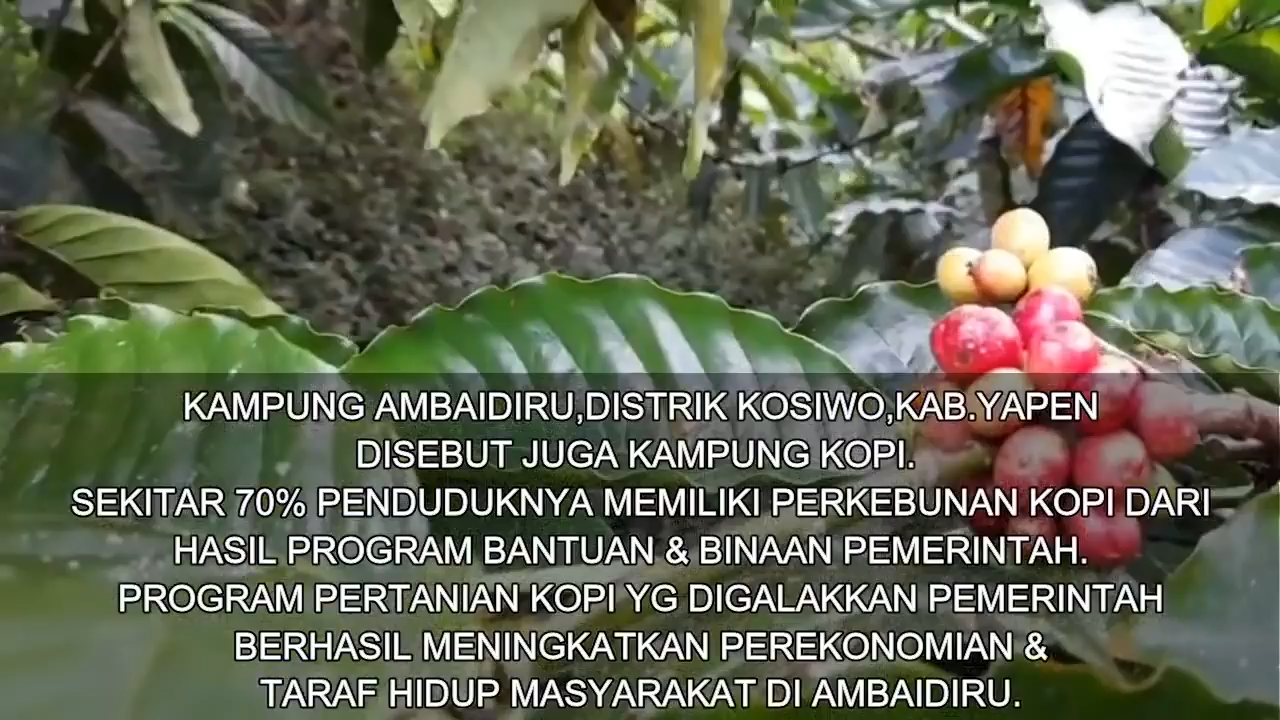 KAMPUNG AMBAIDIRU,DISTRIK KOSIWO,KAB.YAPEN
DISEBUT JUGA KAMPUNG KOPI.
SEKITAR 70% PENDUDUKNYA MEMILIKI PERKEBUNAN KOPI DARI
HASIL PROGRAM BANTUAN & BINAAN PEMERINTAH.
PROGRAM PERTANIAN KOPI YG DIGALAKKAN PEMERINTAH
BERHASIL MENINGKATKAN PEREKONOMIAN &
TARAF HIDUP MASYARAKAT DI AMBAIDIRU.